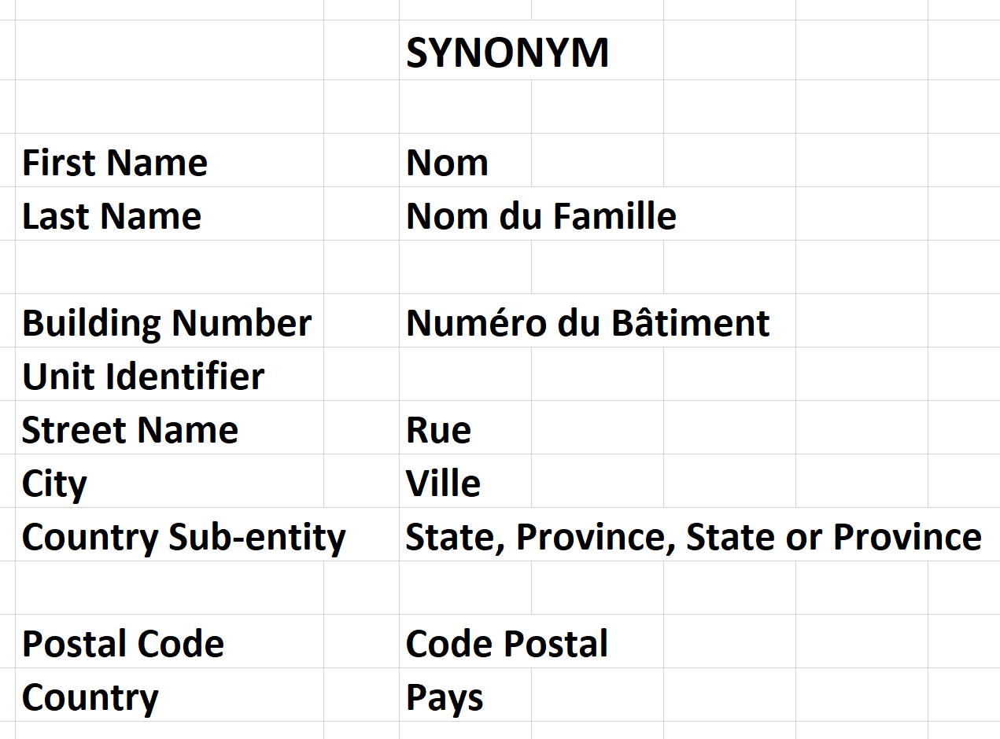 SYNONYM
First Name Nom
Last Name Nom du Famille
Building Number Numéro du Bâtiment
Unit Identifier
Street Name Rue
City Ville
Country Sub-entity State, Province, State or Province
Postal Code Code Postal
Country Pays